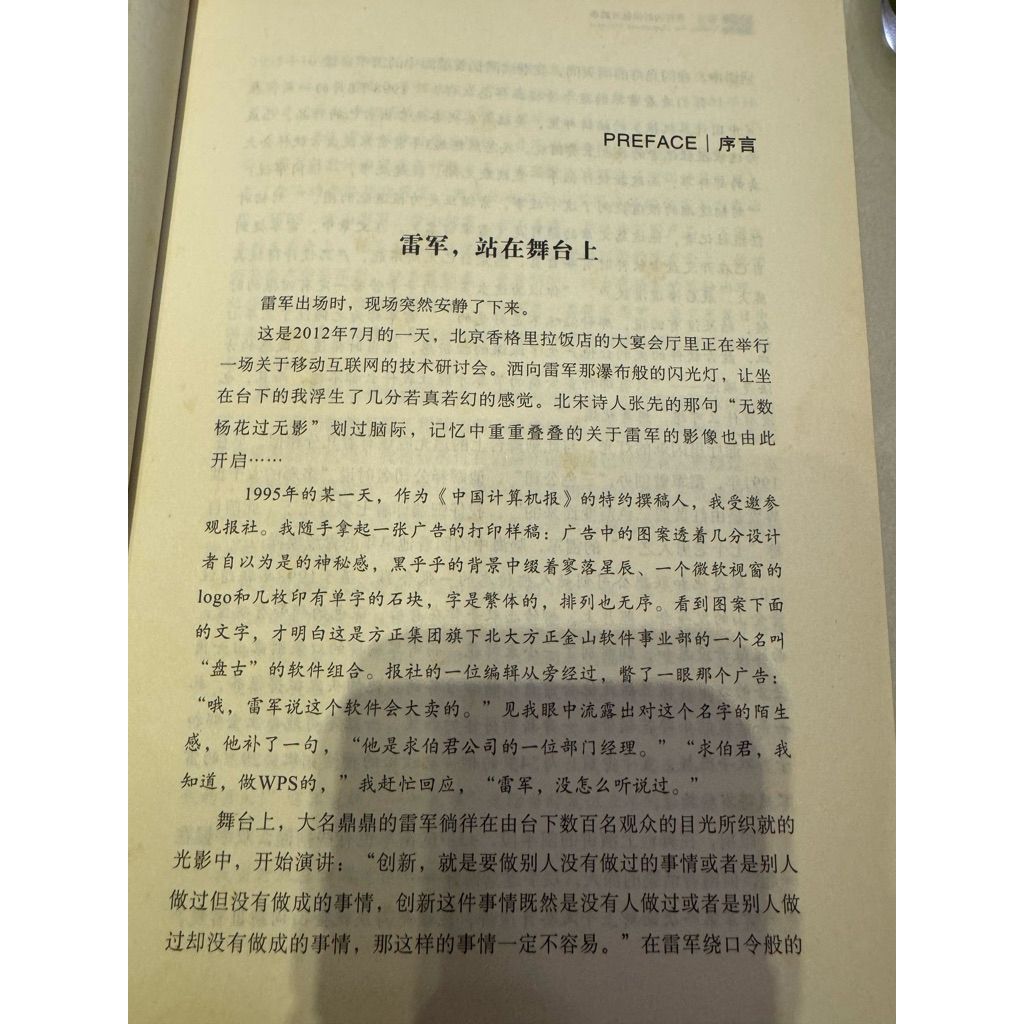 PREFACE｜序言
雷军，站在舞台上
雷军出场时，现场突然安静了下来。
这是2012年7月的一天，北京香格里拉饭店的大宴会厅里正在举行
一场关于移动互联网的技术研讨会。洒向雷军那瀑布般的闪光灯，让坐
在台下的我浮生了几分若真若幻的感觉。北宋诗人张先的那句“无数
杨花过无影”划过脑际，记忆中重重叠叠的关于雷军的影像也由此
开启……
1995年的某一天，作为《中国计算机报》的特约撰稿人，我受邀参
观报社。我随手拿起一张广告的打印样稿：广告中的图案透着几分设计
者自以为是的神秘感，黑乎乎的背景中缀着寥落星辰、一个微软视窗的
logo和几枚印有单字的石块，字是繁体的，排列也无序。看到图案下面
的文字，才明白这是方正集团旗下北大方正金山软件事业部的一个名叫
“盘古”的软件组合。报社的一位编辑从旁经过，瞥了一眼那个广告：
“哦，雷军说这个软件会大卖的。”见我眼中流露出对这个名字的陌生
感，他补了一句，“他是求伯君公司的一位部门经理。”“求伯君，我
知道，做WPS的，”我赶忙回应，“雷军，没怎么听说过。”
舞台上，大名鼎鼎的雷军徜徉在由台下数百名观众的目光所织就的
光影中，开始演讲：“创新，就是要做别人没有做过的事情或者是别人
做过但没有做成的事情，创新这件事情既然是没有人做过或者是别人做
过却没有做成的事情，那这样的事情一定不容易。”在雷军绕口令般的